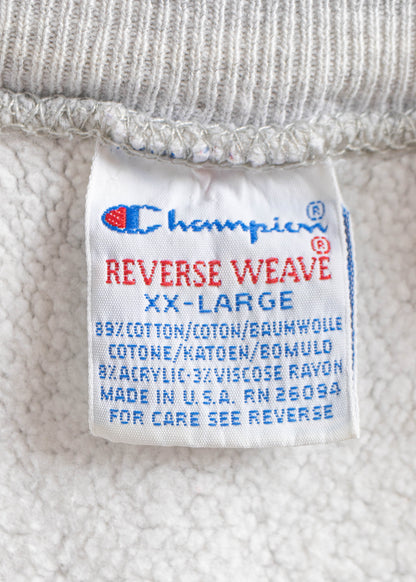 Champion®
REVERSE WEAVE®
XX-LARGE
89%COTTON/COTON/BAUMWOLLE
COTONE/KATOEN/BOMULD
8%ACRYLIC·3%VISCOSE RAYON
MADE IN U.S.A. RN 26094
FOR CARE SEE REVERSE